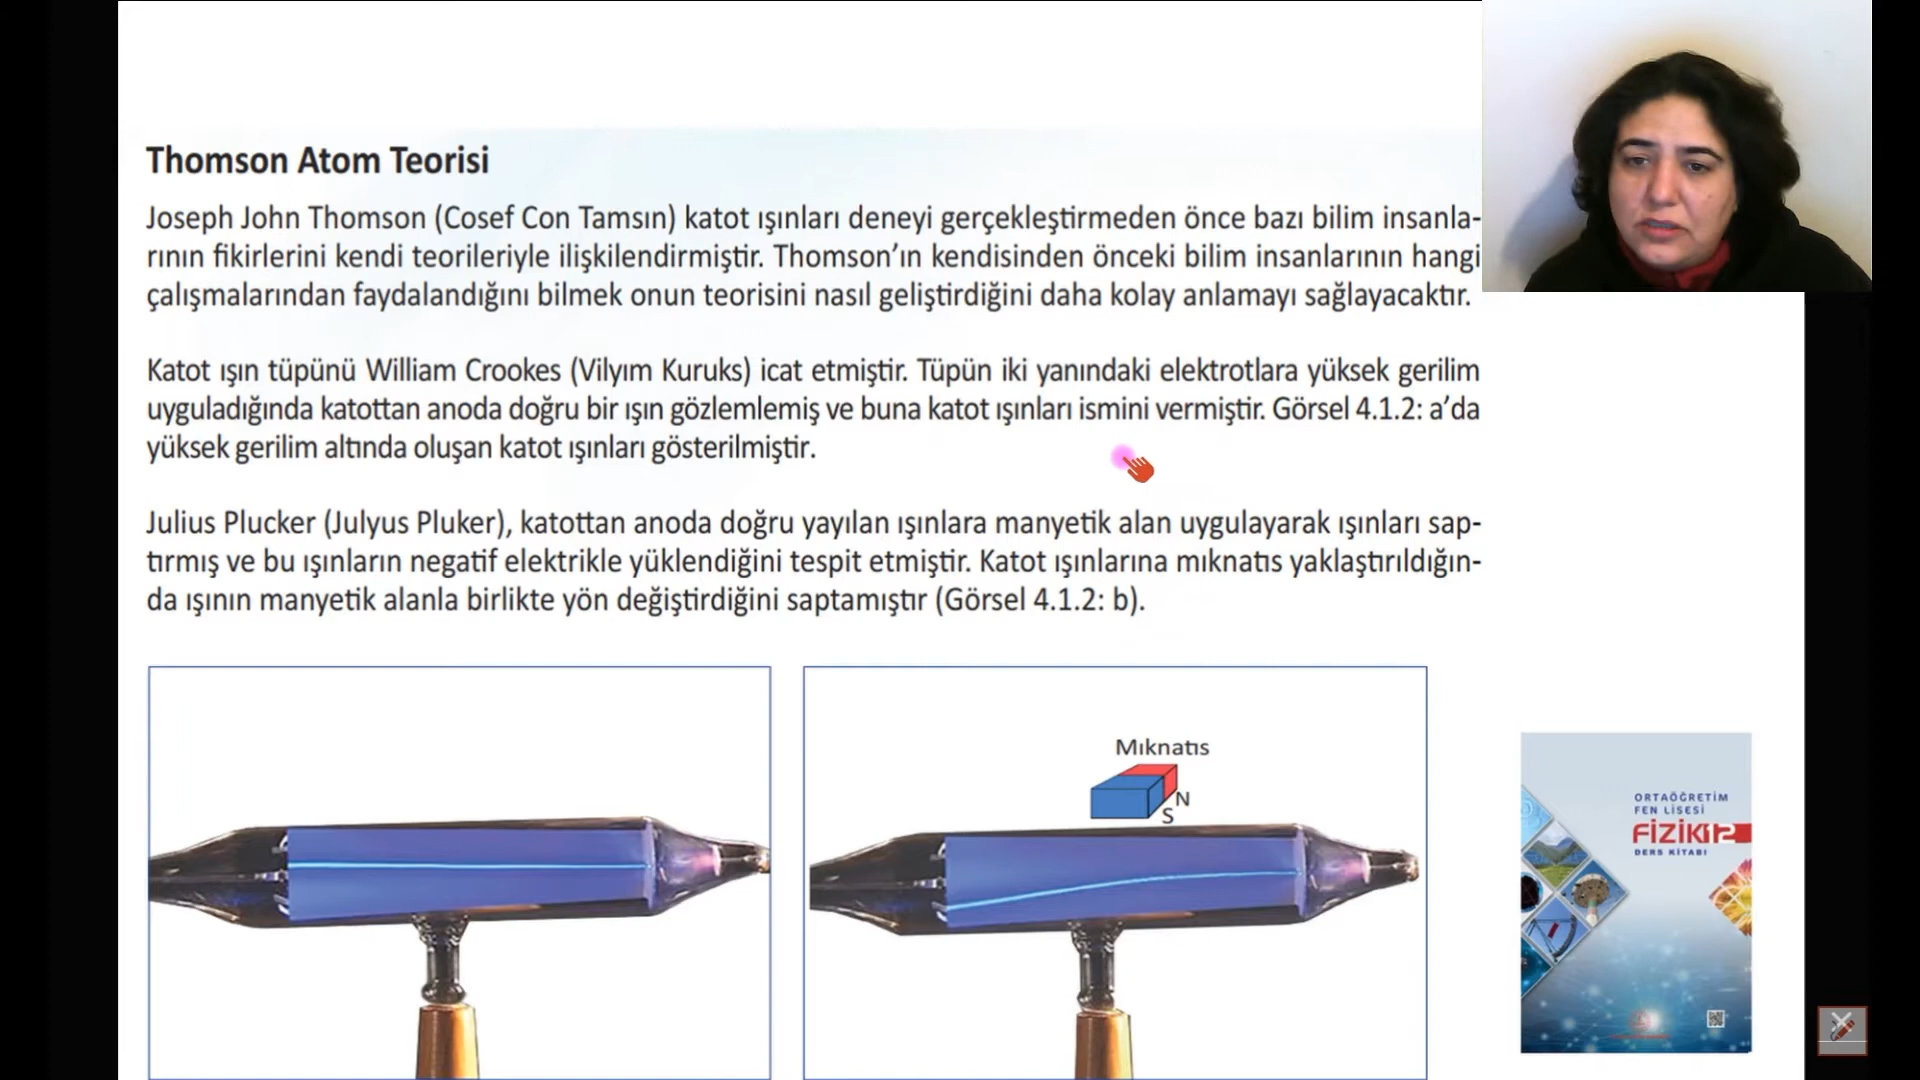 Thomson Atom Teorisi
Joseph John Thomson (Cosef Con Tamsın) katot ışınları deneyi gerçekleştirmeden önce bazı bilim insanla-
rının fikirlerini kendi teorileriyle ilişkilendirmiştir. Thomson’ın kendisinden önceki bilim insanlarının hangi
çalışmalarından faydalandığını bilmek onun teorisini nasıl geliştirdiğini daha kolay anlamayı sağlayacaktır.
Katot ışın tüpünü William Crookes (Vilyım Kuruks) icat etmiştir. Tüpün iki yanındaki elektrotlara yüksek gerilim
uyguladığında katottan anoda doğru bir ışın gözlemlemiş ve buna katot ışınları ismini vermiştir. Görsel 4.1.2: a’da
yüksek gerilim altında oluşan katot ışınları gösterilmiştir.
Julius Plucker (Julyus Pluker), katottan anoda doğru yayılan ışınlara manyetik alan uygulayarak ışınları sap-
tırmış ve bu ışınların negatif elektrikle yüklendiğini tespit etmiştir. Katot ışınlarına mıknatıs yaklaştırıldığın-
da ışının manyetik alanla birlikte yön değiştirdiğini saptamıştır (Görsel 4.1.2: b).
Mıknatıs
N
S
ORTAÖĞRETİM
FEN LİSESİ
FİZİK12
DERS KİTABI